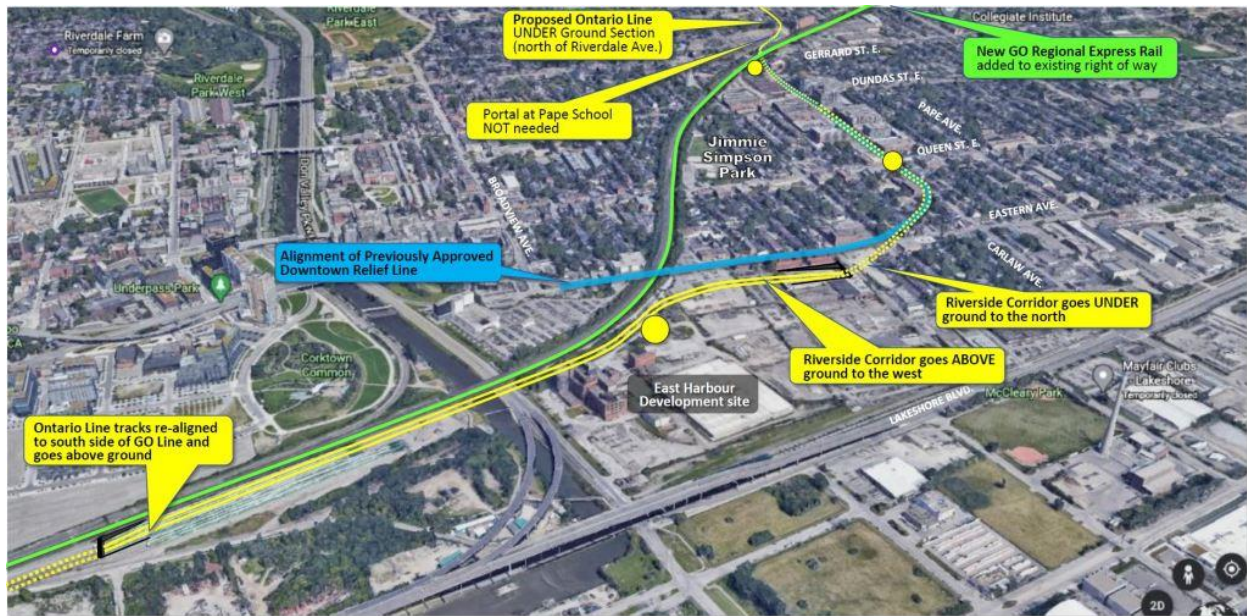 Riverdale
Park East
Riverdale Farm
Temporarily closed
Riverdale
Park West
Proposed Ontario Line
UNDER Ground Section
(north of Riverdale Ave.)
Collegiate Institute
New GO Regional Express Rail
added to existing right of way
GERRARD ST. E.
DUNDAS ST. E.
PAPE AVE.
QUEEN ST. E.
Portal at Pape School
NOT needed
Jimmie
Simpson
Park
Don Valley
BROADVIEW AVE.
EASTERN AVE.
CARLAW AVE.
Alignment of Previously Approved
Downtown Relief Line
Underpass Park
Riverside Corridor goes UNDER
ground to the north
Riverside Corridor goes ABOVE
ground to the west
CA
Corktown
Common
East Harbour
Development site
LAKESHORE BLVD.
Mayfair Clubs
Lakeshore
Temporarily closed
McCleary Park
Ontario Line tracks re-aligned
to south side of GO Line and
goes above ground
2D